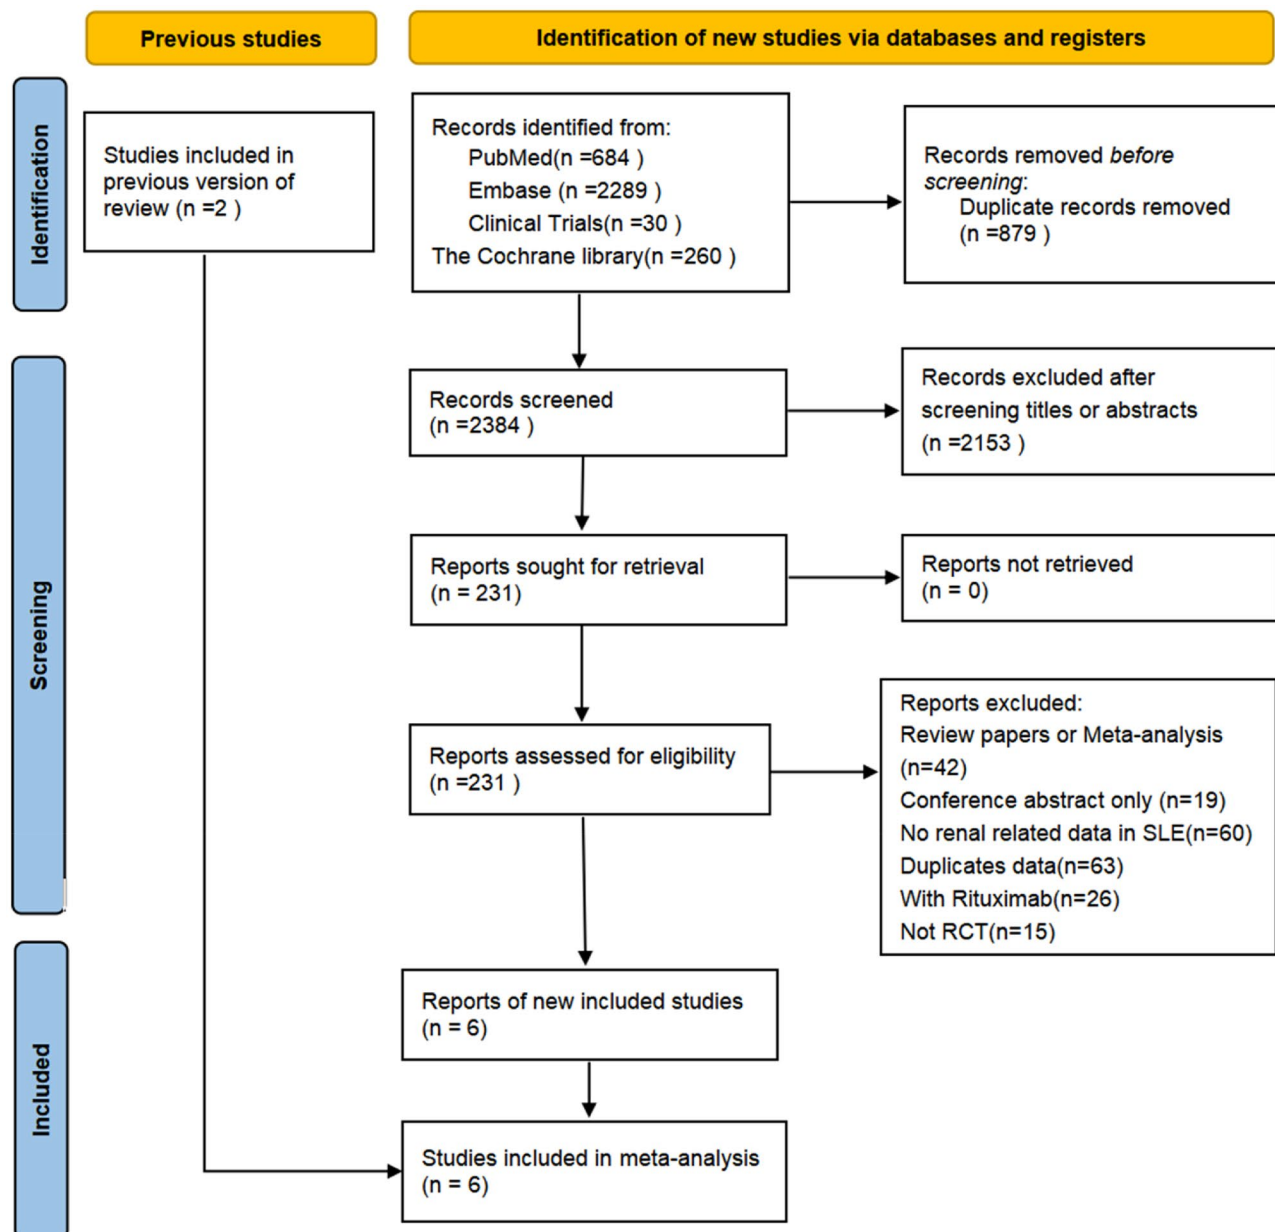 Previous studies
Identification of new studies via databases and registers
Identification
Studies included in
previous version of
review (n =2 )
Records identified from:
PubMed(n =684 )
Embase (n =2289 )
Clinical Trials(n =30 )
The Cochrane library(n =260 )
Records removed before
screening:
Duplicate records removed
(n =879 )
Screening
Records screened
(n =2384 )
Records excluded after
screening titles or abstracts
(n =2153 )
Reports sought for retrieval
(n = 231)
Reports not retrieved
(n = 0)
Reports assessed for eligibility
(n =231 )
Reports excluded:
Review papers or Meta-analysis
(n=42)
Conference abstract only (n=19)
No renal related data in SLE(n=60)
Duplicates data(n=63)
With Rituximab(n=26)
Not RCT(n=15)
Included
Reports of new included studies
(n = 6)
Studies included in meta-analysis
(n = 6)